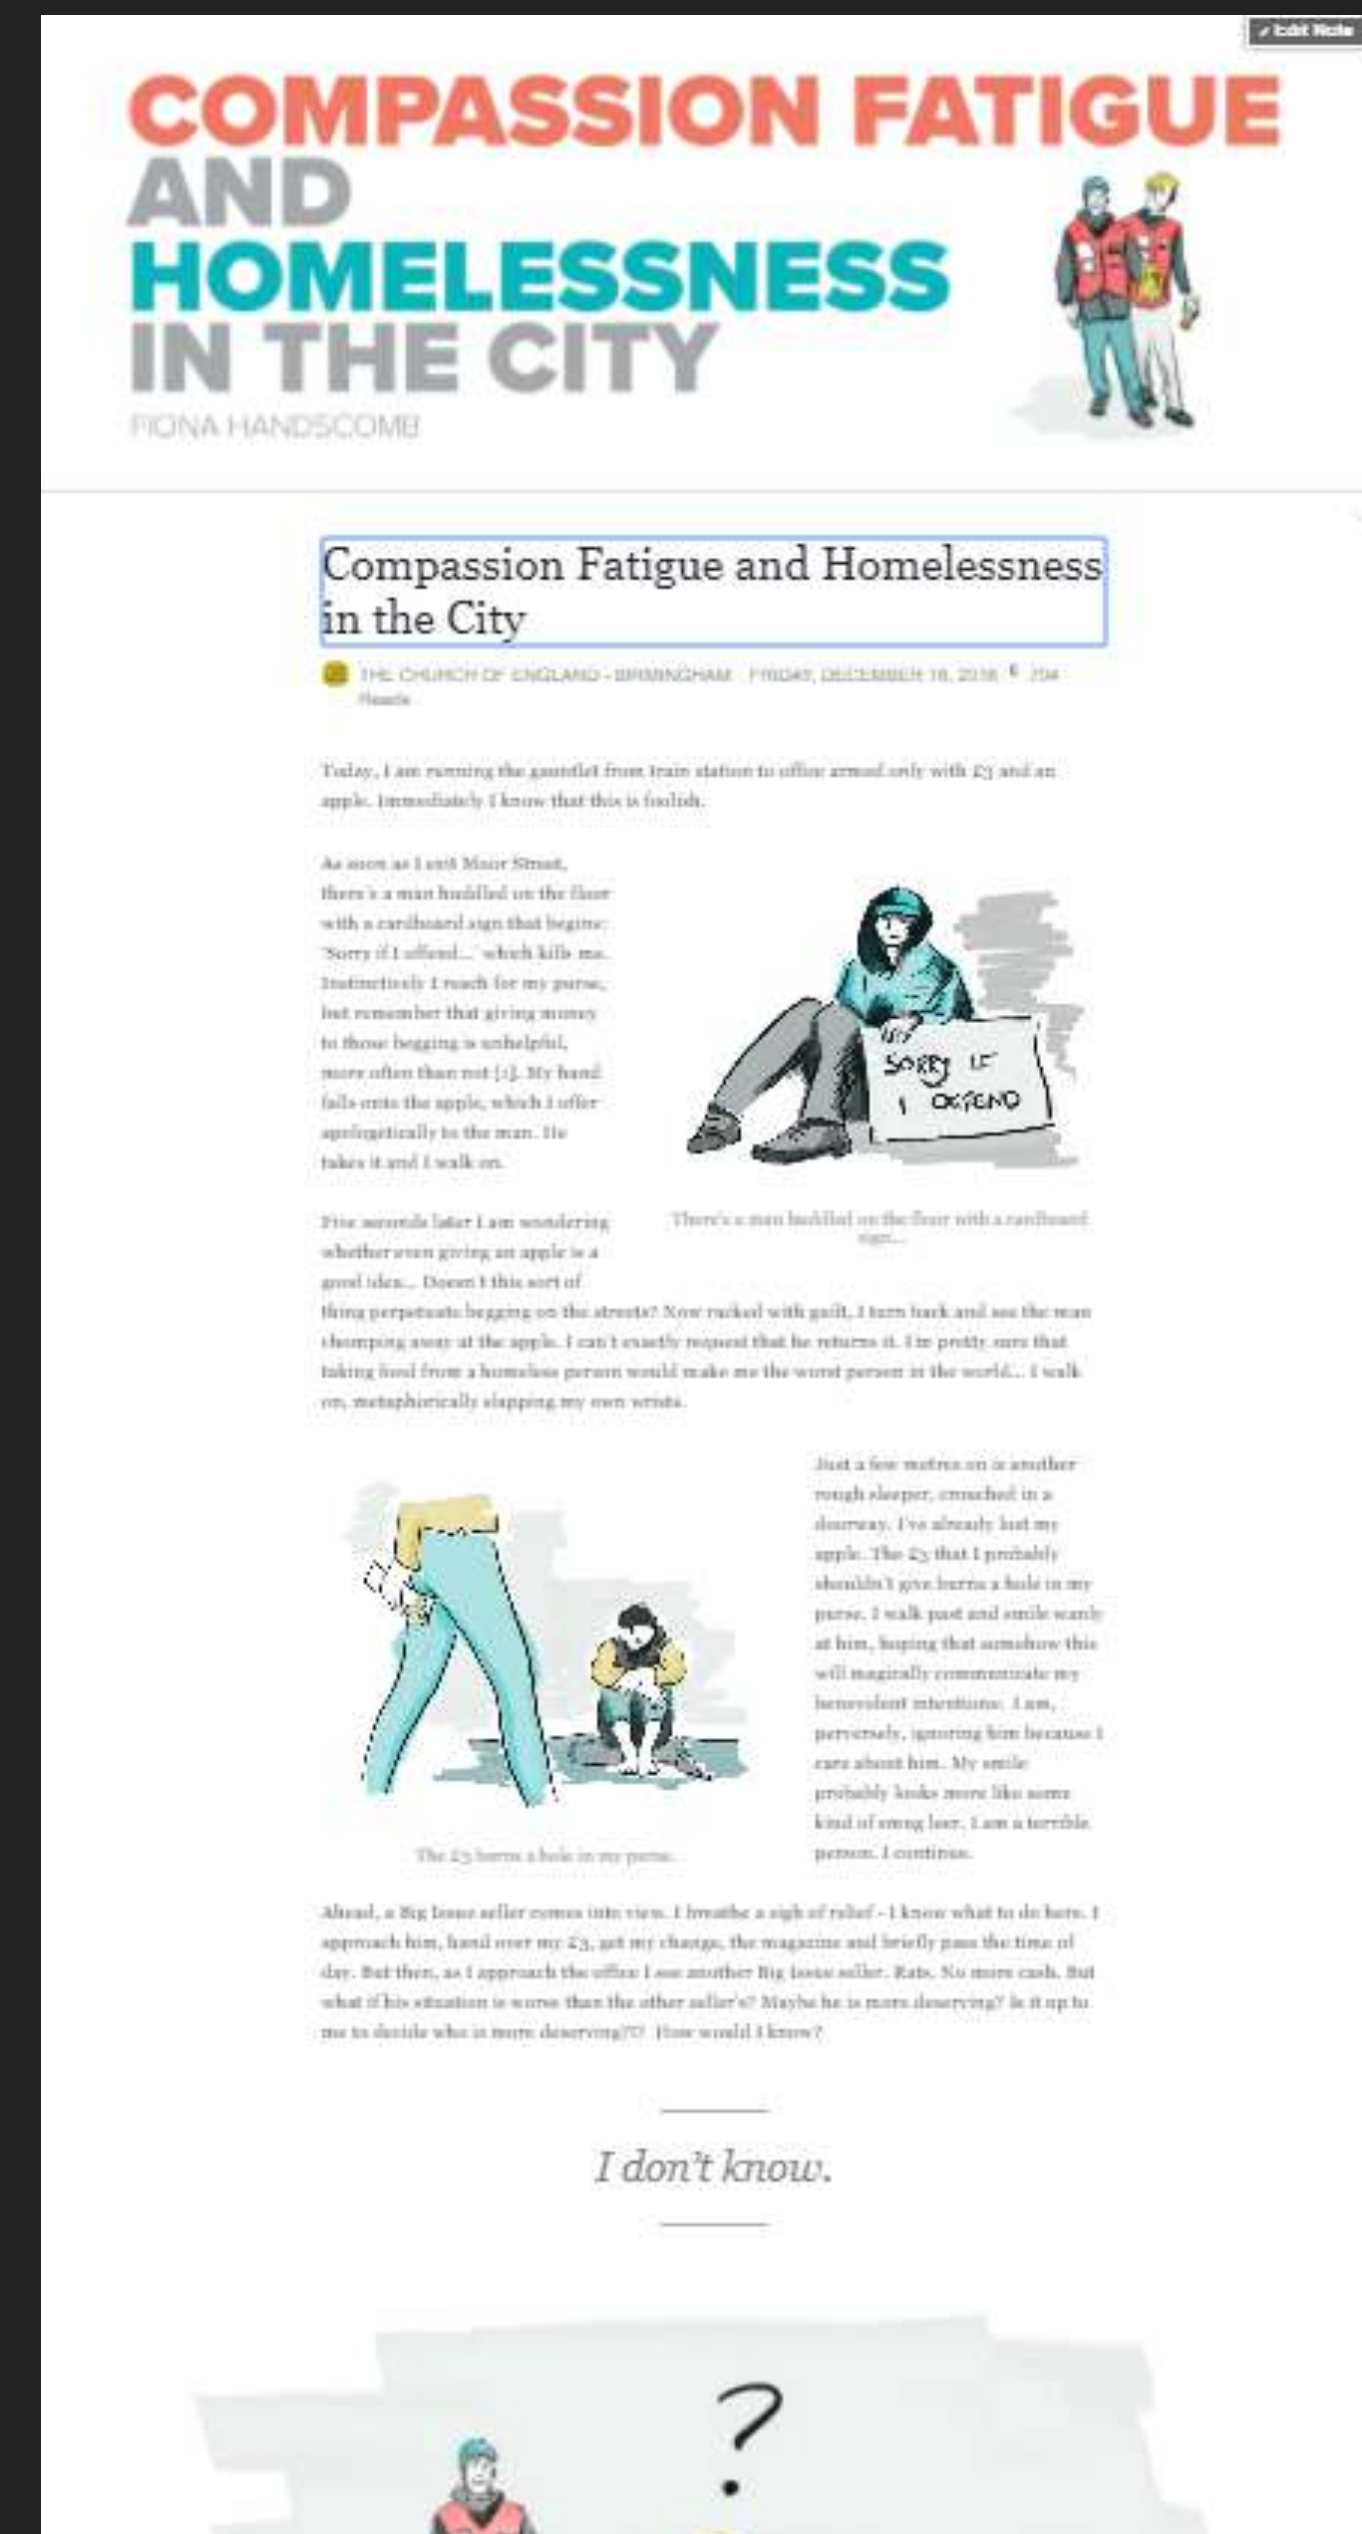 Edit Note
COMPASSION FATIGUE
AND
HOMELESSNESS
IN THE CITY
FIONA HANDSCOMB
Compassion Fatigue and Homelessness
in the City
THE CHURCH OF ENGLAND - BIRMINGHAM FRIDAY, DECEMBER 16, 2016 704
Reads
Today, I am running the gauntlet from train station to office armed only with £3 and an
apple. Immediately I know that this is foolish.
As soon as I exit Moor Street,
there's a man huddled on the floor
with a cardboard sign that begins:
'Sorry if I offend...' which kills me.
Instinctively I reach for my purse,
but remember that giving money
to those begging is unhelpful,
more often than not [1]. My hand
falls onto the apple, which I offer
apologetically to the man. He
takes it and I walk on.
SORRY IF
I OFFEND
There's a man huddled on the floor with a cardboard
sign...
Five seconds later I am wondering
whether even giving an apple is a
good idea... Doesn't this sort of
thing perpetuate begging on the streets? Now racked with guilt, I turn back and see the man
chomping away at the apple. I can't exactly request that he returns it. I'm pretty sure that
taking food from a homeless person would make me the worst person in the world... I walk
on, metaphorically slapping my own wrists.
Just a few metres on is another
rough sleeper, crouched in a
doorway. I've already lost my
apple. The £3 that I probably
shouldn't give burns a hole in my
purse. I walk past and smile wanly
at him, hoping that somehow this
will magically communicate my
benevolent intentions. I am,
perversely, ignoring him because I
care about him. My smile
probably looks more like some
kind of smug leer. I am a terrible
person. I continue.
The £3 burns a hole in my purse.
Ahead, a Big Issue seller comes into view. I breathe a sigh of relief - I know what to do here. I
approach him, hand over my £3, get my change, the magazine and briefly pass the time of
day. But then, as I approach the office I see another Big Issue seller. Rats. No more cash. But
what if his situation is worse than the other seller's? Maybe he is more deserving? Is it up to
me to decide who is more deserving?!? How would I know?
I don't know.
?